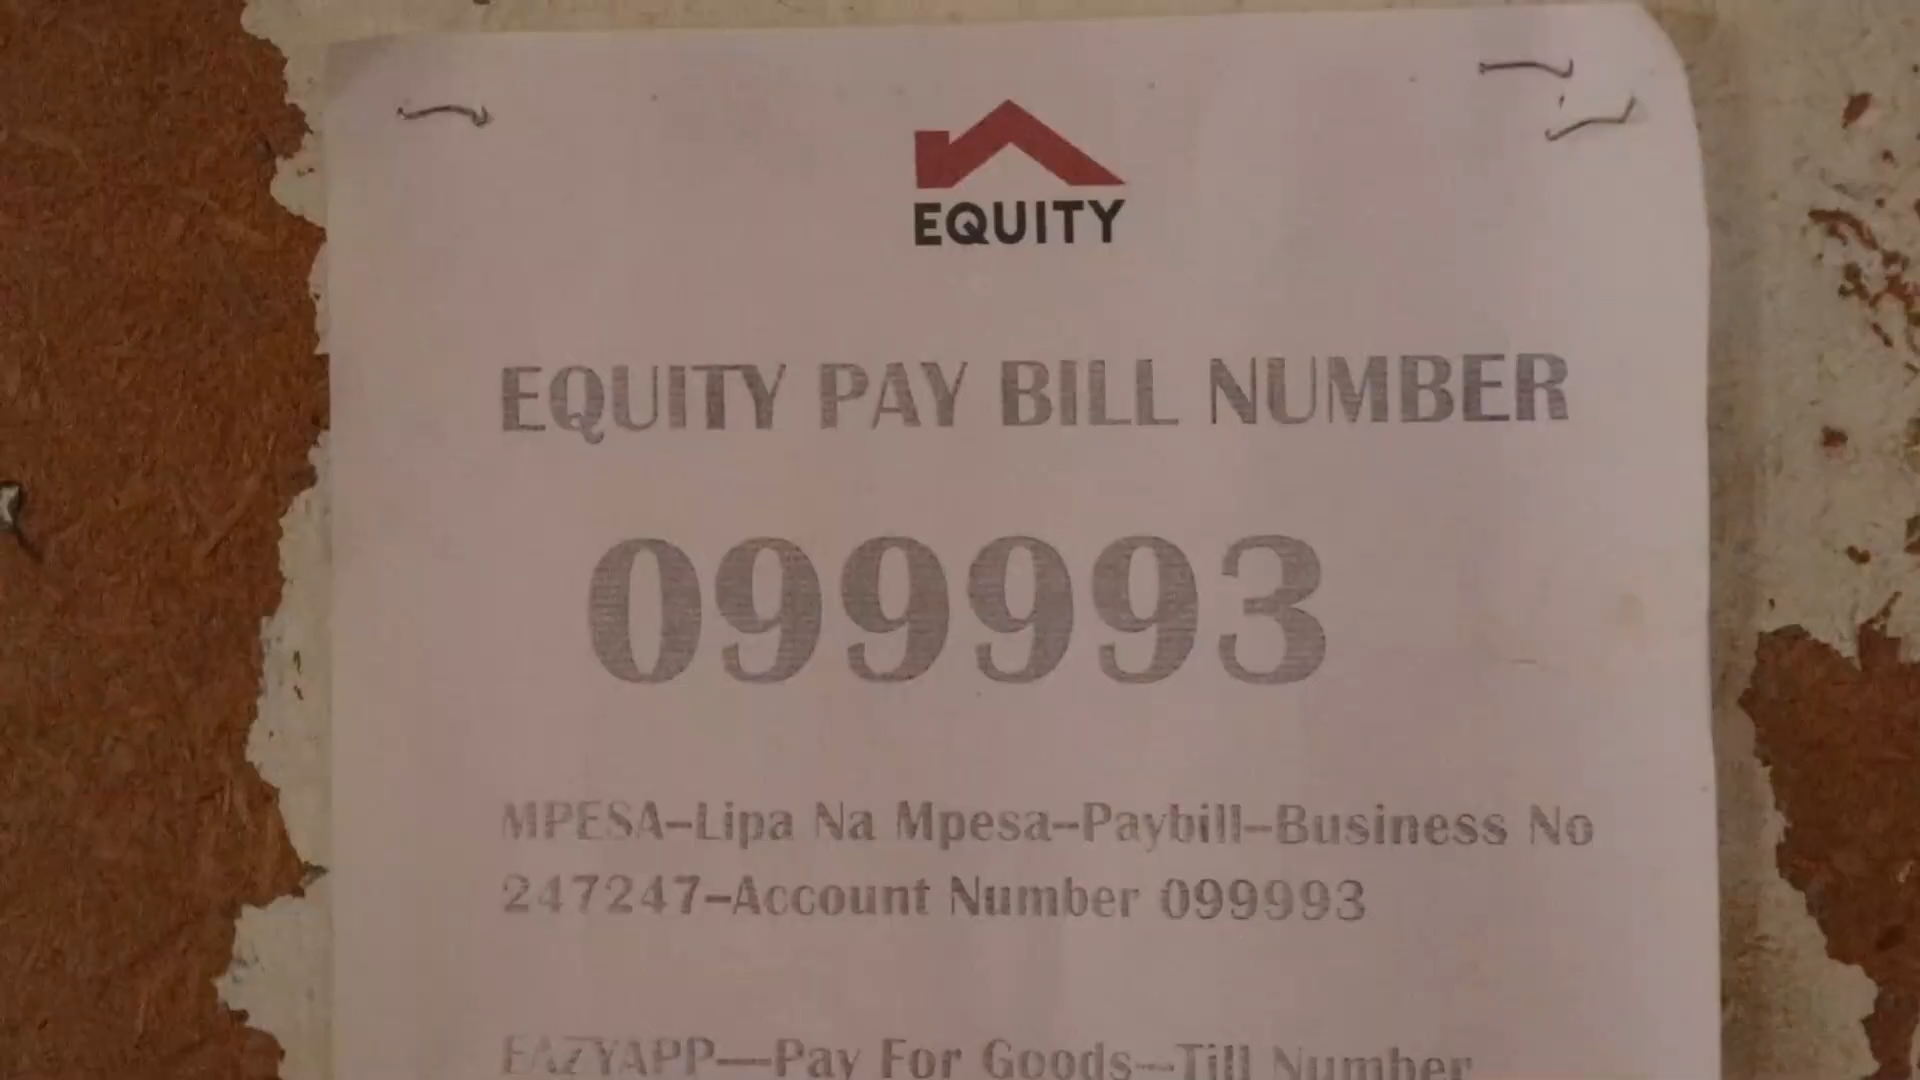 EQUITY
EQUITY PAY BILL NUMBER
099993
MPESA–Lipa Na Mpesa–Paybill–Business No
247247–Account Number 099993
EAZYAPP—Pay For Goods—Till Number